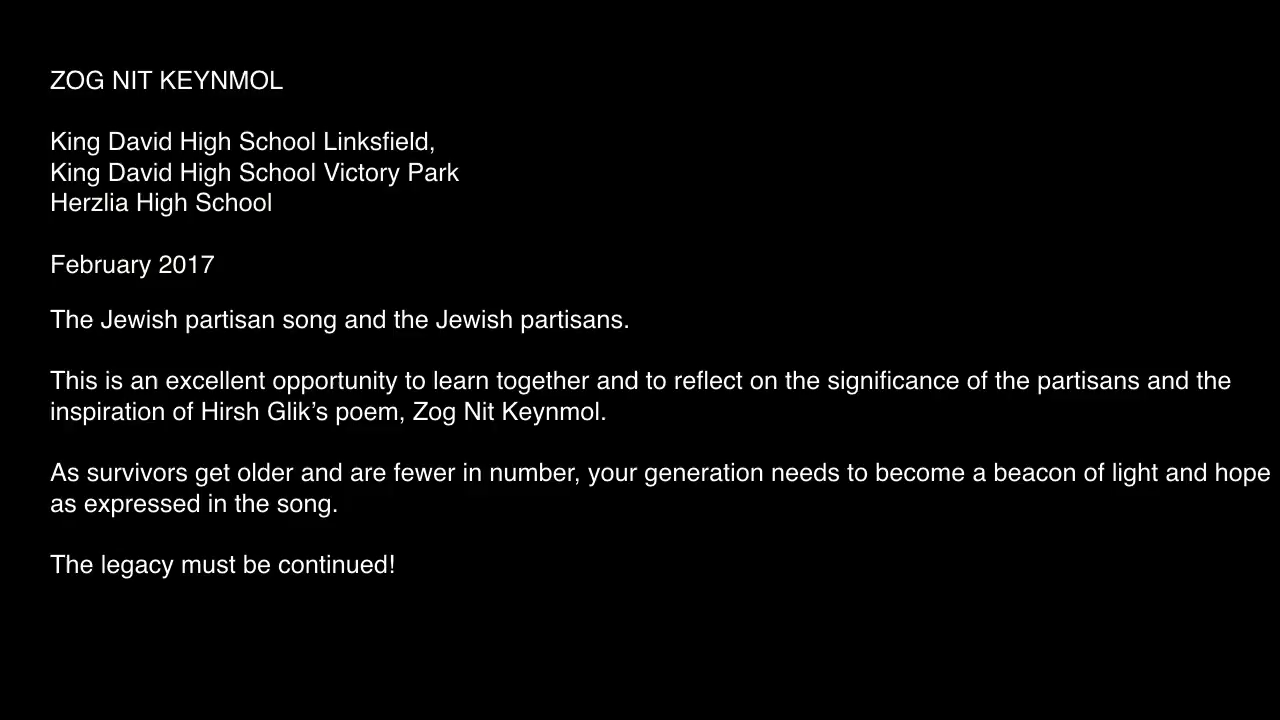 ZOG NIT KEYNMOL
King David High School Linksfield,
King David High School Victory Park
Herzlia High School
February 2017
The Jewish partisan song and the Jewish partisans.
This is an excellent opportunity to learn together and to reflect on the significance of the partisans and the
inspiration of Hirsh Glik’s poem, Zog Nit Keynmol.
As survivors get older and are fewer in number, your generation needs to become a beacon of light and hope
as expressed in the song.
The legacy must be continued!